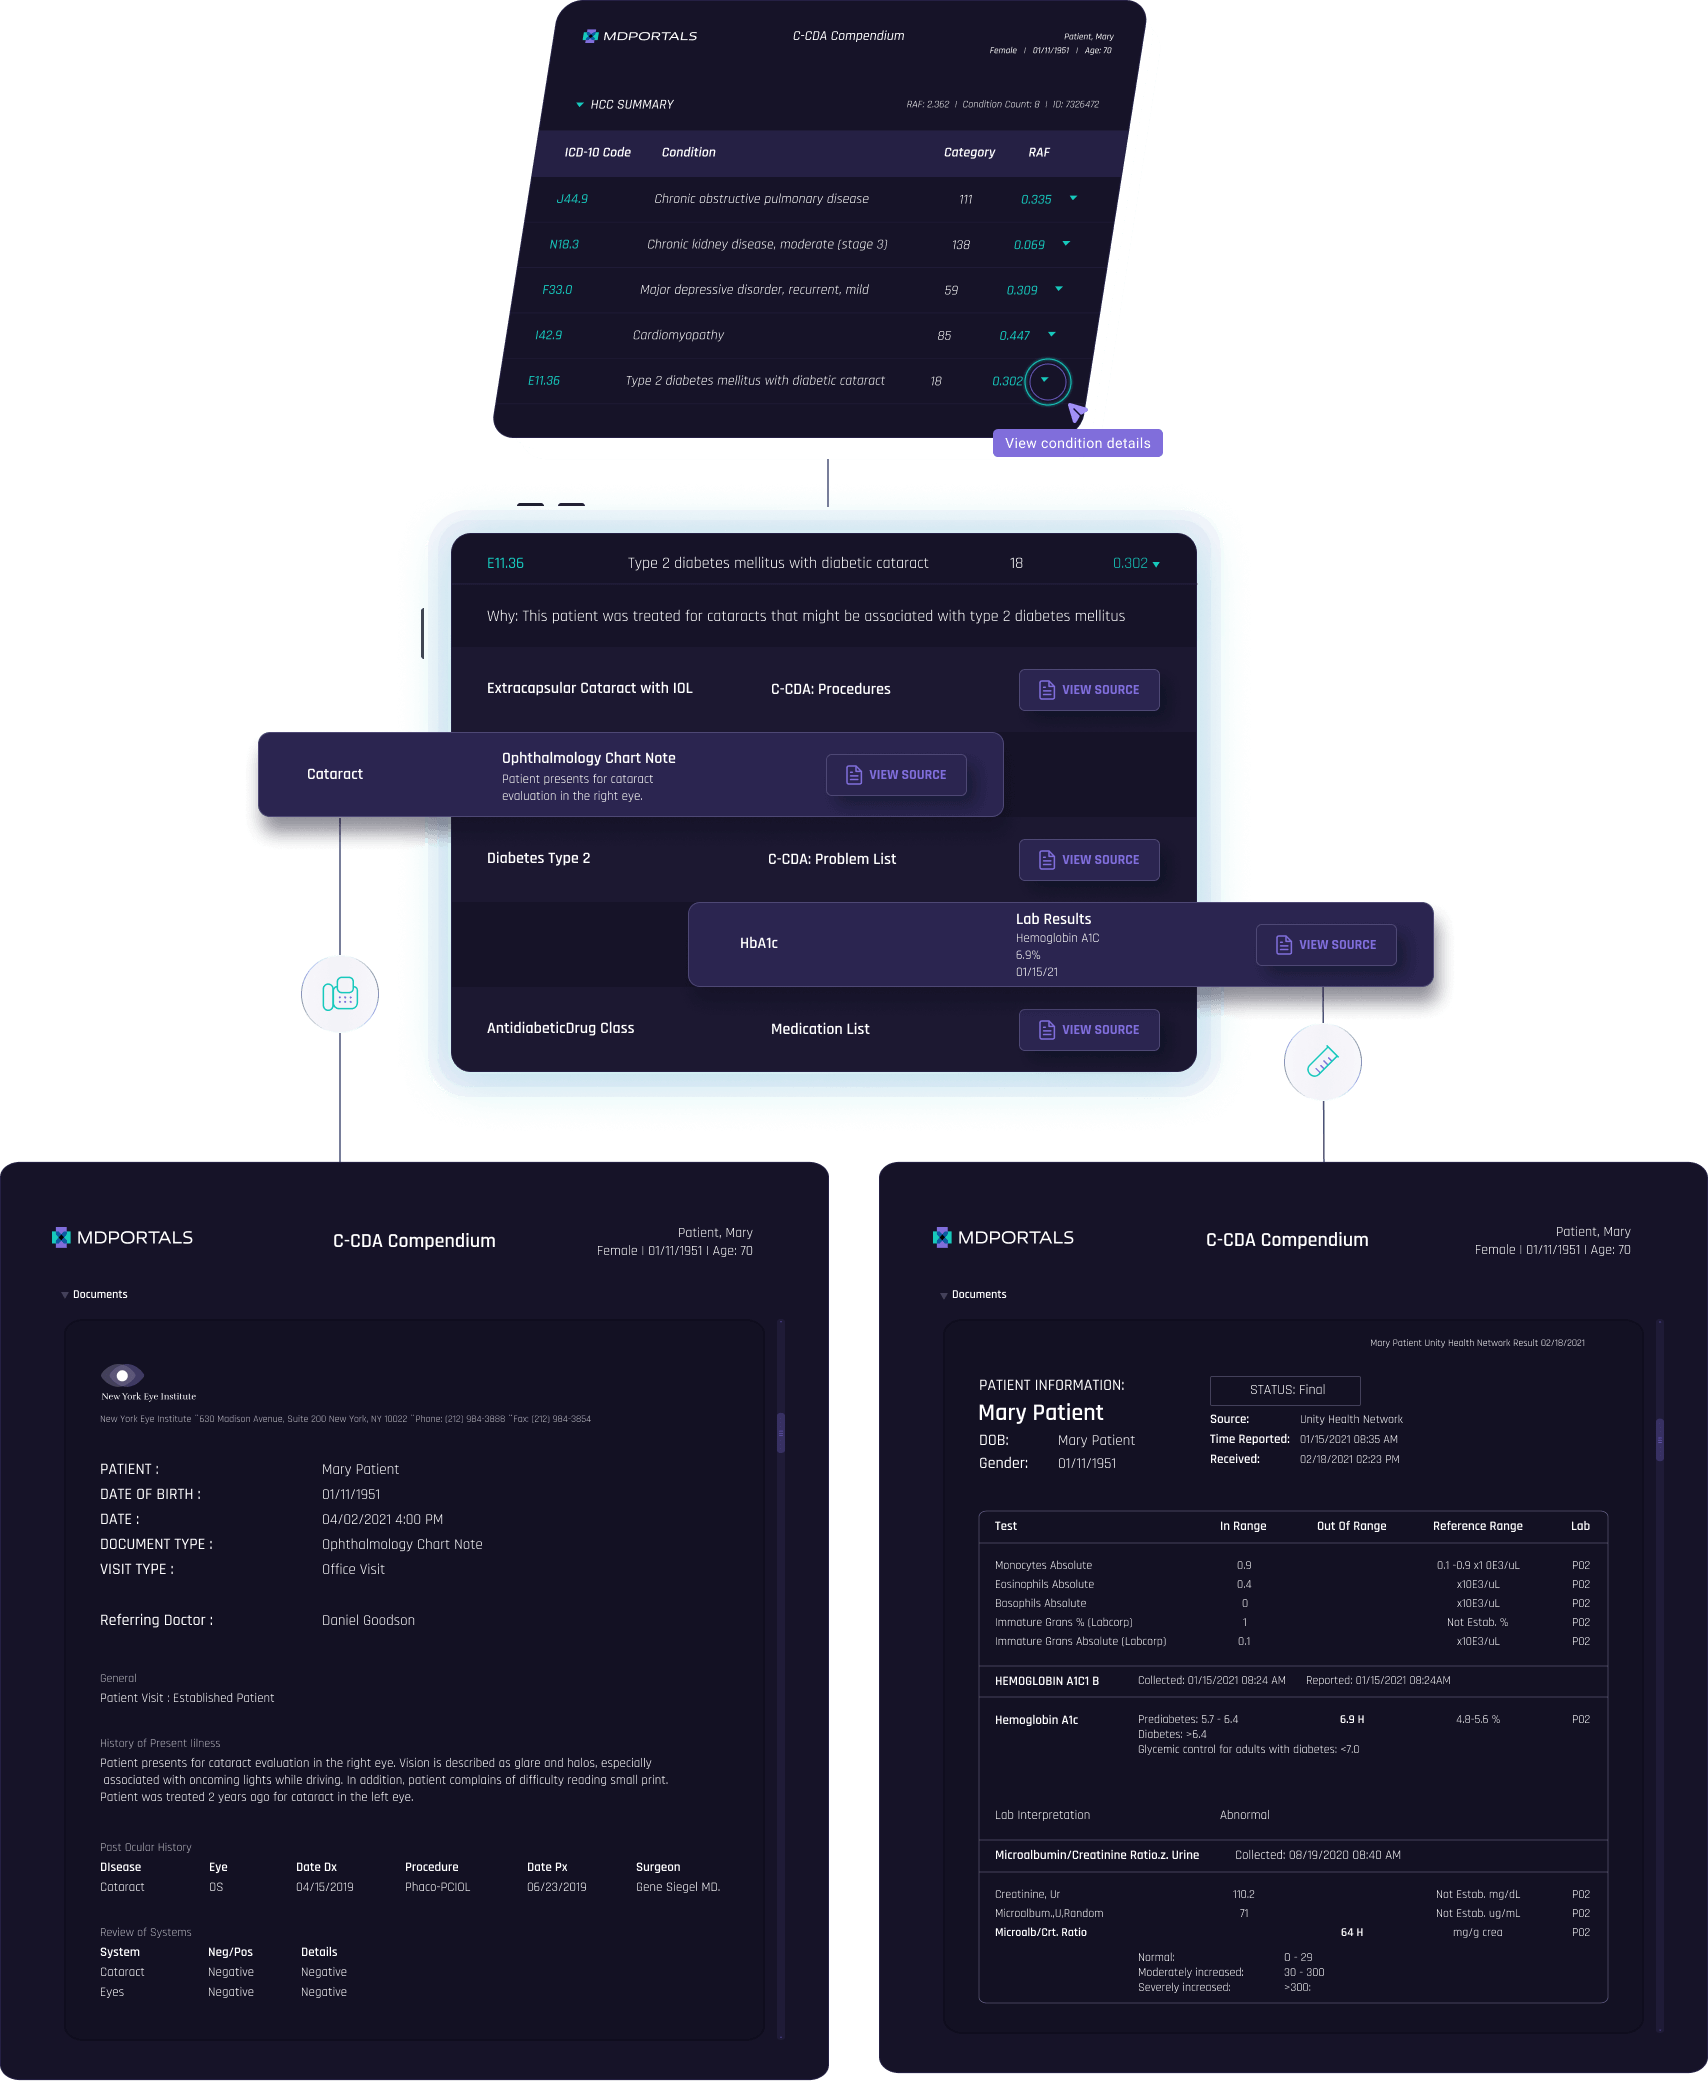 MDPORTALS
C-CDA Compendium
Patient, Mary
Female | 01/11/1951 | Age: 70
HCC SUMMARY
RAF: 2.362 | Condition Count: 8 | ID: 7326472
ICD-10 Code Condition Category RAF
J44.9 Chronic obstructive pulmonary disease 111 0.335
N18.3 Chronic kidney disease, moderate (stage 3) 138 0.069
F33.0 Major depressive disorder, recurrent, mild 59 0.309
I42.9 Cardiomyopathy 85 0.447
E11.36 Type 2 diabetes mellitus with diabetic cataract 18 0.302
View condition details
E11.36 Type 2 diabetes mellitus with diabetic cataract 18 0.302
Why: This patient was treated for cataracts that might be associated with type 2 diabetes mellitus
Extracapsular Cataract with IOL C-CDA: Procedures VIEW SOURCE
Cataract
Ophthalmology Chart Note
Patient presents for cataract
evaluation in the right eye.
VIEW SOURCE
Diabetes Type 2 C-CDA: Problem List VIEW SOURCE
HbA1c
Lab Results
Hemoglobin A1C
6.9%
01/15/21
VIEW SOURCE
AntidiabeticDrug Class Medication List VIEW SOURCE
MDPORTALS
C-CDA Compendium
Patient, Mary
Female | 01/11/1951 | Age: 70
Documents
New York Eye Institute
New York Eye Institute ~630 Madison Avenue, Suite 200 New York, NY 10022 ~Phone: (212) 984-3888 ~Fax: (212) 984-3854
PATIENT : Mary Patient
DATE OF BIRTH : 01/11/1951
DATE : 04/02/2021 4:00 PM
DOCUMENT TYPE : Ophthalmology Chart Note
VISIT TYPE : Office Visit
Referring Doctor : Daniel Goodson
General
Patient Visit : Established Patient
History of Present Iilness
Patient presents for cataract evaluation in the right eye. Vision is described as glare and halos, especially
associated with oncoming lights while driving. In addition, patient complains of difficulty reading small print.
Patient was treated 2 years ago for cataract in the left eye.
Past Ocular History
DIsease Eye Date Dx Procedure Date Px Surgeon
Cataract OS 04/15/2019 Phaco-PCIOL 06/23/2019 Gene Siegel MD.
Review of Systems
System Neg/Pos Details
Cataract Negative Negative
Eyes Negative Negative
MDPORTALS
C-CDA Compendium
Patient, Mary
Female | 01/11/1951 | Age: 70
Documents
Mary Patient Unity Health Network Result 02/18/2021
PATIENT INFORMATION:
Mary Patient
DOB: Mary Patient
Gender: 01/11/1951
STATUS: Final
Source: Unity Health Network
Time Reported: 01/15/2021 08:35 AM
Received: 02/18/2021 02:23 PM
Test In Range Out Of Range Reference Range Lab
Monocytes Absolute 0.9 0.1 -0.9 x1 0E3/uL P02
Eosinophils Absolute 0.4 x10E3/uL P02
Basophils Absolute 0 x10E3/uL P02
Immature Grans % (Labcorp) 1 Not Estab. % P02
Immature Grans Absolute (Labcorp) 0.1 x10E3/uL P02
HEMOGLOBIN A1C1 B Collected: 01/15/2021 08:24 AM Reported: 01/15/2021 08:24AM
Hemoglobin A1c Prediabetes: 5.7 - 6.4 6.9 H 4.8-5.6 % P02
Diabetes: >6.4
Glycemic control for adults with diabetes: <7.0
Lab Interpretation Abnormal
Microalbumin/Creatinine Ratio.z. Urine Collected: 08/19/2020 08:40 AM
Creatinine, Ur 110.2 Not Estab. mg/dL P02
Microalbum.,U,Random 71 Not Estab. ug/mL P02
Microalb/Crt. Ratio 64 H mg/g crea P02
Normal: 0 - 29
Moderately increased: 30 - 300
Severely increased: >300: